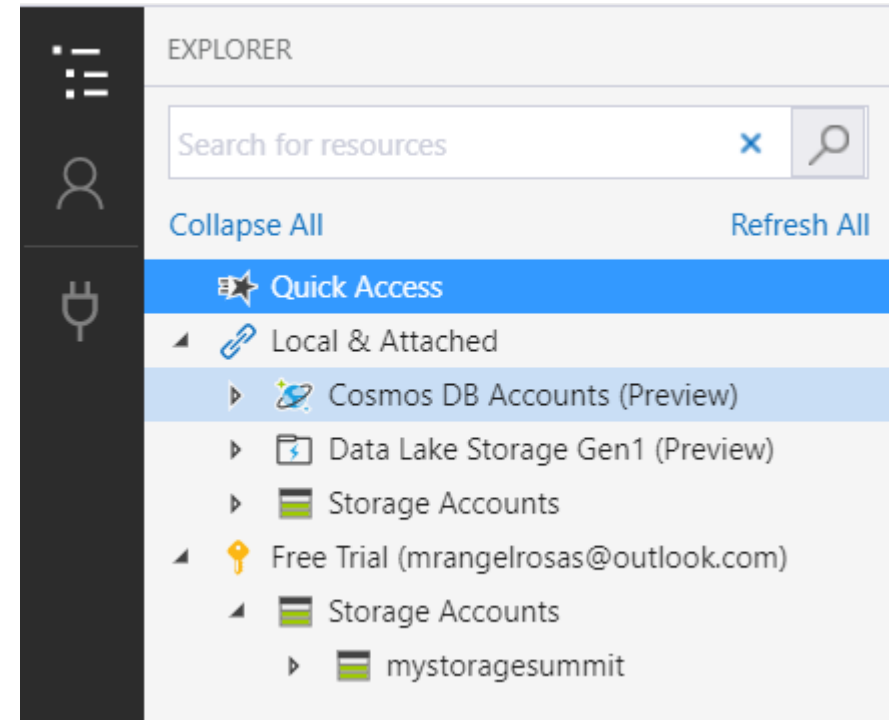 EXPLORER
Search for resources
Collapse All Refresh All
Quick Access
Local & Attached
Cosmos DB Accounts (Preview)
Data Lake Storage Gen1 (Preview)
Storage Accounts
Free Trial (mrangelrosas@outlook.com)
Storage Accounts
mystoragesummit